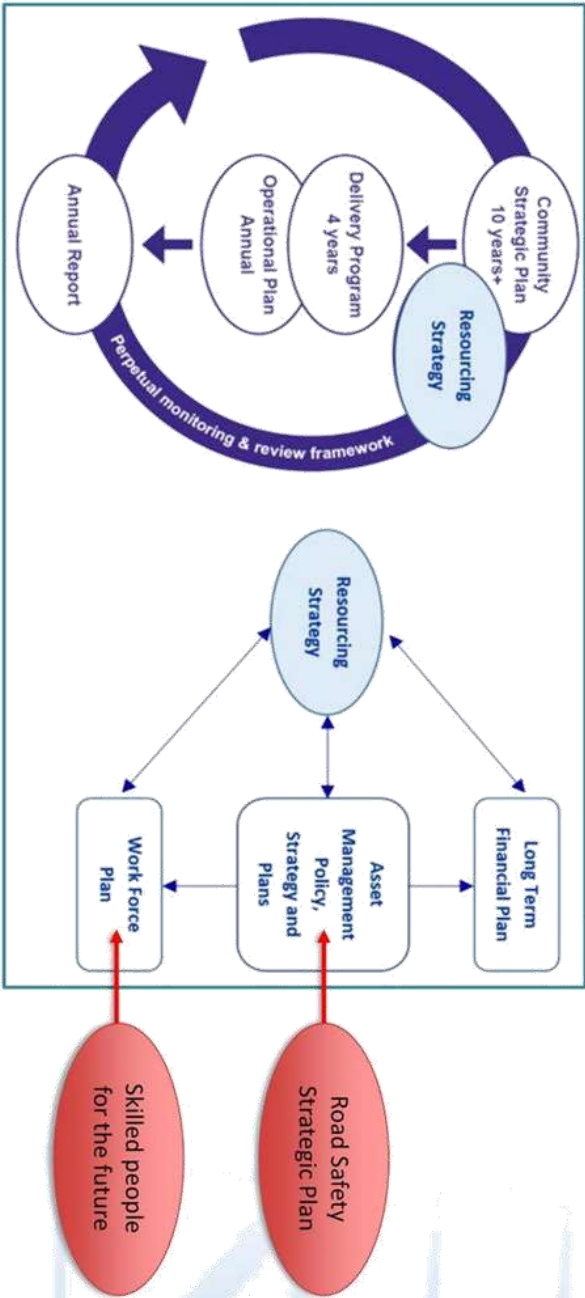 Community
Strategic Plan
10 years+
Resourcing
Strategy
Delivery Program
4 years
Operational Plan
Annual
Annual Report
Perpetual monitoring & review framework
Resourcing
Strategy
Long Term
Financial Plan
Asset
Management
Policy,
Strategy and
Plans
Work Force
Plan
Road Safety
Strategic Plan
Skilled people
for the future